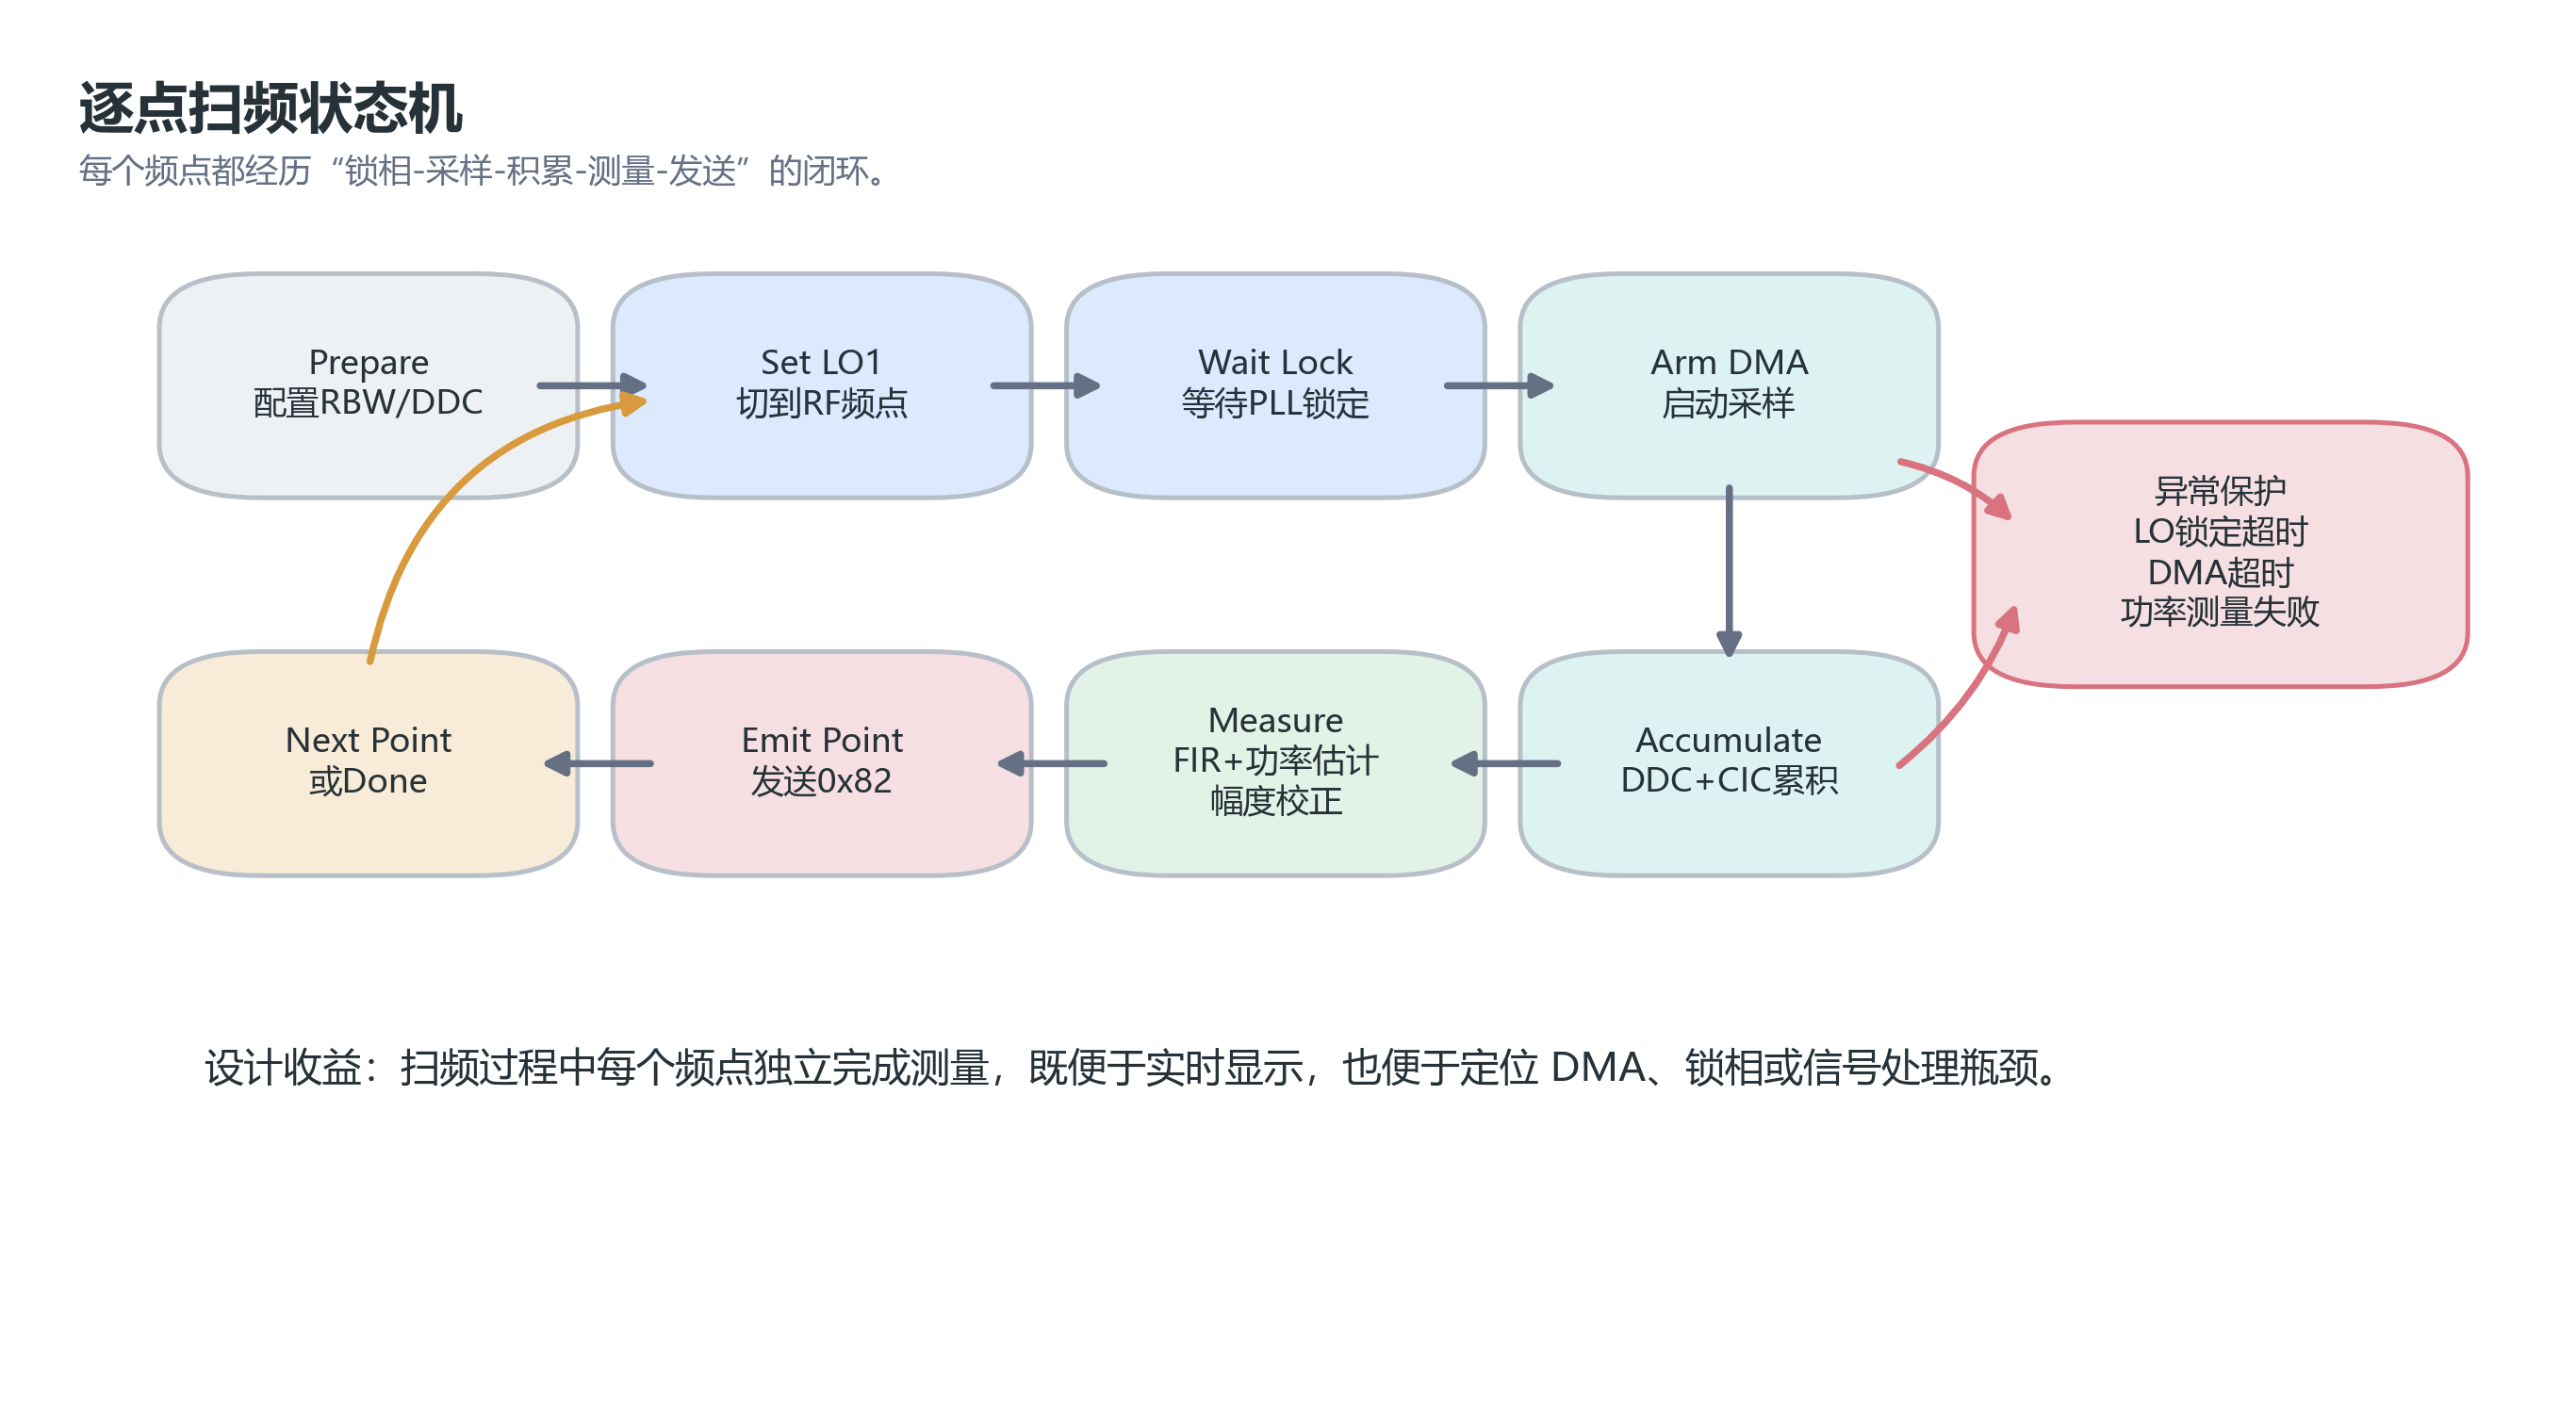 逐点扫频状态机
每个频点都经历“锁相-采样-积累-测量-发送”的闭环。
Prepare
配置RBW/DDC
Set LO1
切到RF频点
Wait Lock
等待PLL锁定
Arm DMA
启动采样
异常保护
LO锁定超时
DMA超时
功率测量失败
Next Point
或Done
Emit Point
发送0x82
Measure
FIR+功率估计
幅度校正
Accumulate
DDC+CIC累积
设计收益：扫频过程中每个频点独立完成测量，既便于实时显示，也便于定位 DMA、锁相或信号处理瓶颈。